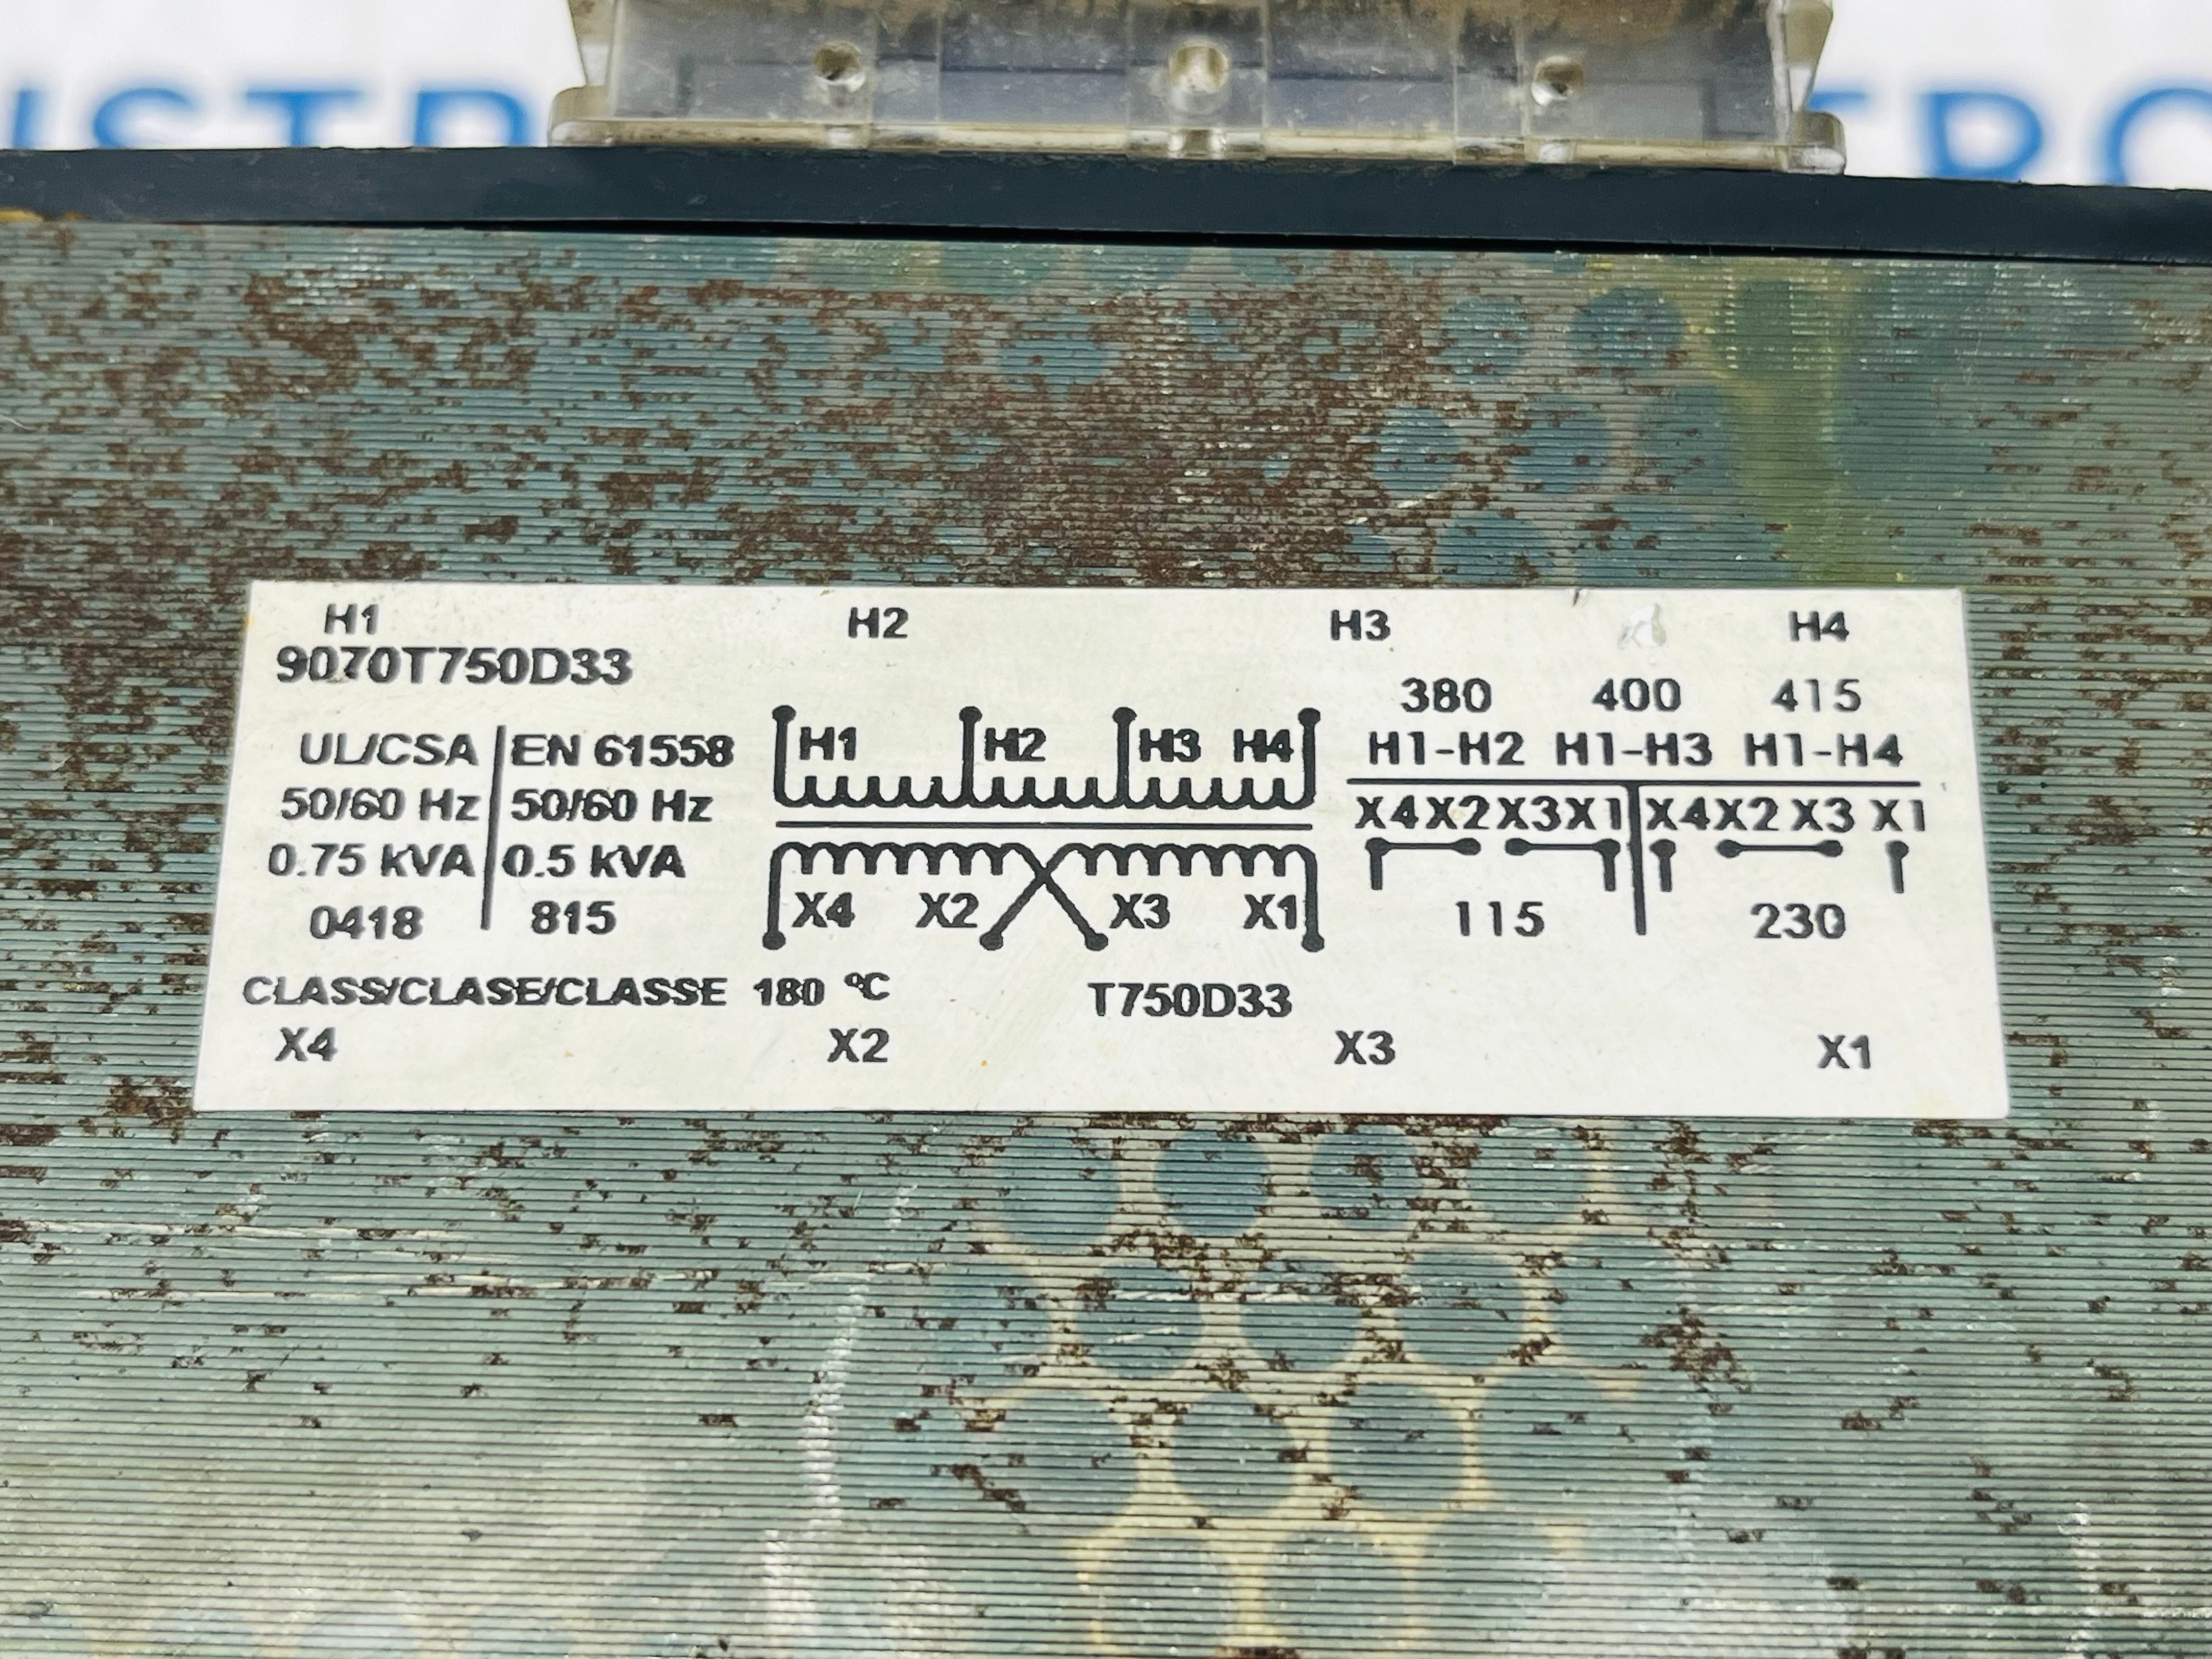 H1 H2 H3 H4
9070T750D33
380 400 415
UL/CSA EN 61558 H1 H2 H3 H4 H1-H2 H1-H3 H1-H4
50/60 Hz 50/60 Hz X4 X2 X3 X1 X4 X2 X3 X1
0.75 kVA 0.5 kVA
0418 815 X4 X2 X3 X1 115 230
CLASS/CLASE/CLASSE 180 °C T750D33
X4 X2 X3 X1